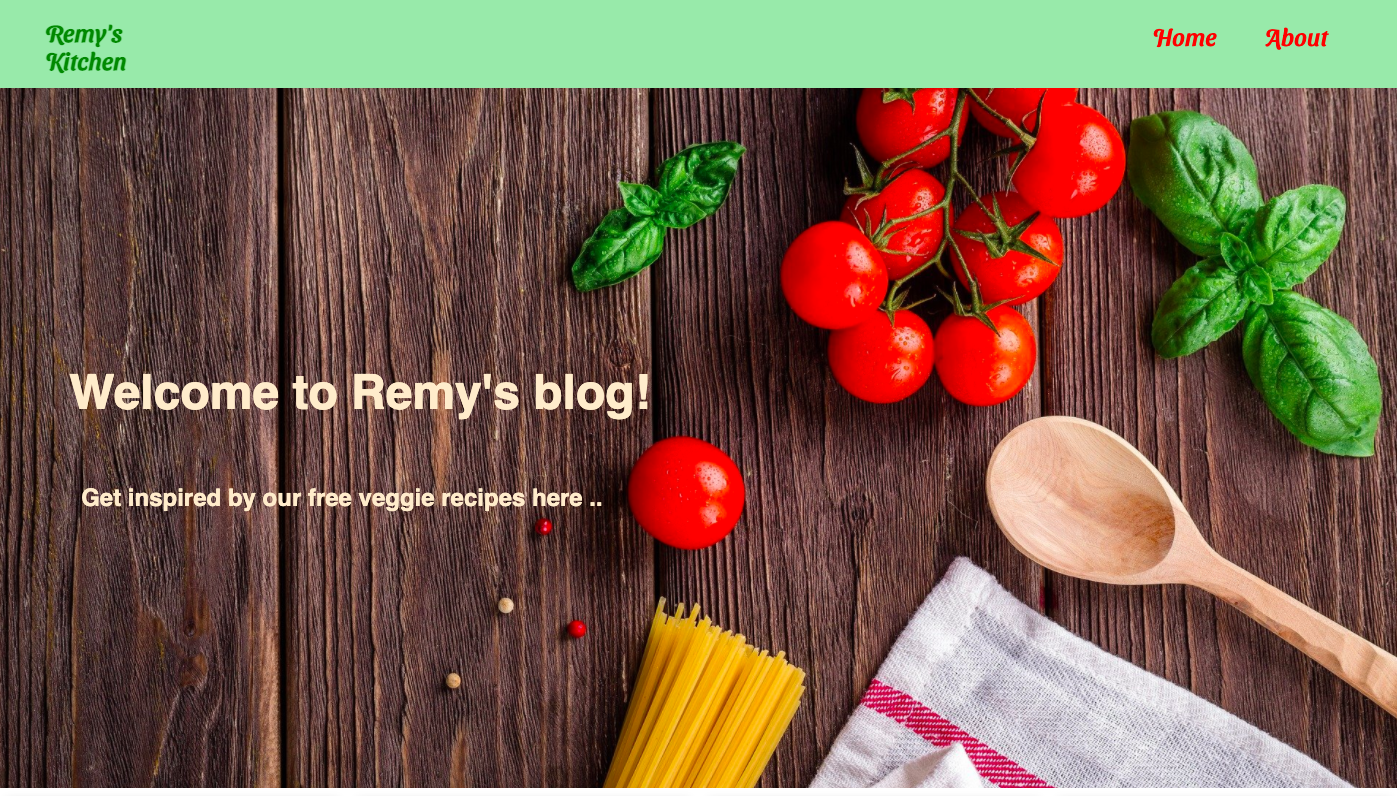 Remy's
Kitchen
Home About
Welcome to Remy's blog!
Get inspired by our free veggie recipes here ..